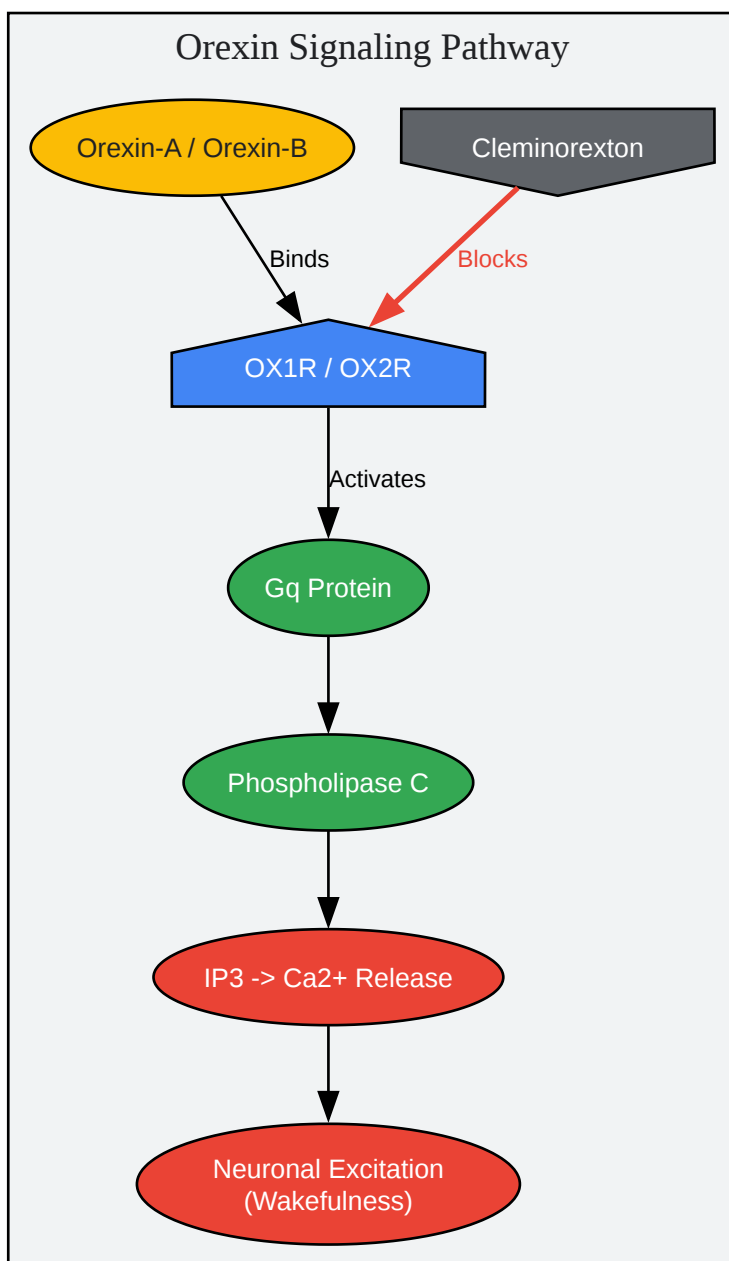 Orexin Signaling Pathway
Orexin-A / Orexin-B
Cleminorexton
Binds
Blocks
OX1R / OX2R
Activates
Gq Protein
Phospholipase C
IP3 -> Ca2+ Release
Neuronal Excitation
(Wakefulness)